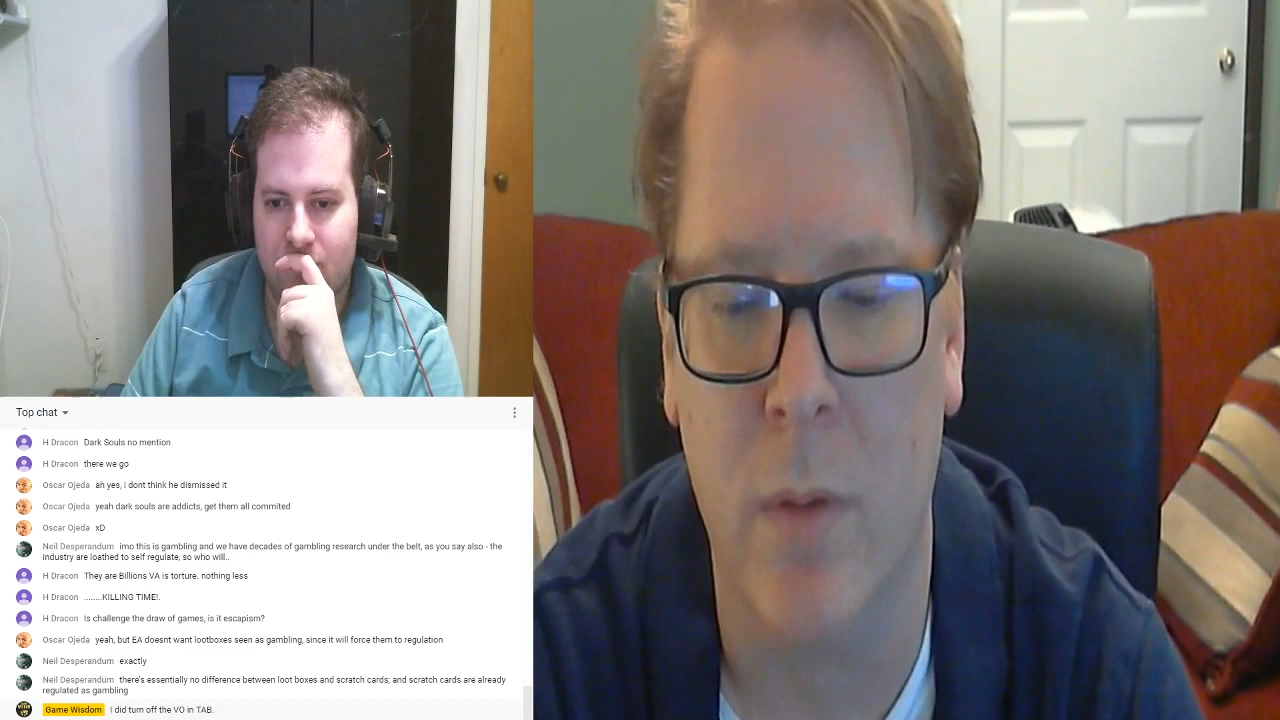 Top chat
H Dracon Dark Souls no mention
H Dracon there we go
Oscar Ojeda ah yes, i dont think he dismissed it
Oscar Ojeda yeah dark souls are addicts, get them all commited
Oscar Ojeda xD
Neil Desperandum imo this is gambling and we have decades of gambling research under the belt, as you say also - the
industry are loathed to self regulate, so who will..
H Dracon They are Billions VA is torture. nothing less
H Dracon ........KILLING TIME!.
H Dracon Is challenge the draw of games, is it escapism?
Oscar Ojeda yeah, but EA doesnt want lootboxes seen as gambling, since it will force them to regulation
Neil Desperandum exactly
Neil Desperandum there's essentially no difference between loot boxes and scratch cards; and scratch cards are already
regulated as gambling
Game Wisdom I did turn off the VO in TAB.